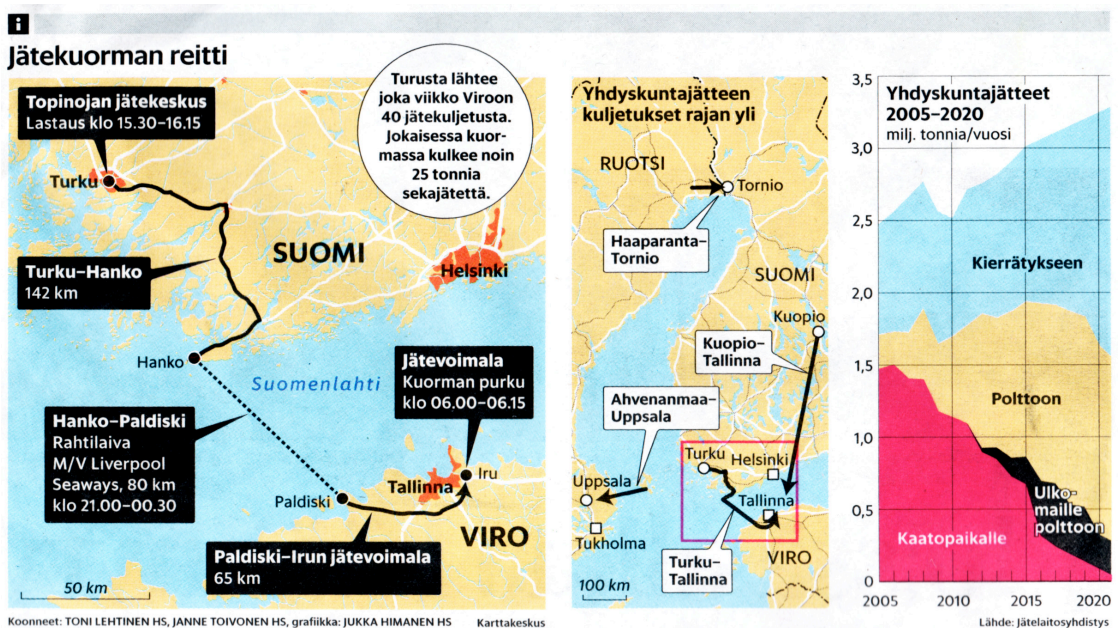 i
Jätekuorman reitti
Topinojan jätekeskus
Lastaus klo 15.30–16.15
Turusta lähtee
joka viikko Viroon
40 jätekuljetusta.
Jokaisessa kuor-
massa kulkee noin
25 tonnia
sekajätettä.
Turku
SUOMI
Helsinki
Turku–Hanko
142 km
Hanko
Suomenlahti
Jätevoimala
Kuorman purku
klo 06.00–06.15
Hanko–Paldiski
Rahtilaiva
M/V Liverpool
Seaways, 80 km
klo 21.00–00.30
Iru
Tallinna
Paldiski
VIRO
Paldiski–Irun jätevoimala
65 km
50 km
Yhdyskuntajätteen
kuljetukset rajan yli
RUOTSI
Tornio
Haaparanta–
Tornio
SUOMI
Kuopio
Kuopio–
Tallinna
Ahvenanmaa–
Uppsala
Turku
Helsinki
Uppsala
Tallinna
Tukholma
VIRO
Turku–
Tallinna
100 km
Yhdyskuntajätteet
2005–2020
milj. tonnia/vuosi
3,5
3,0
2,5
2,0
1,5
1,0
0,5
0
Kierrätykseen
Polttoon
Ulko-
maille
polttoon
Kaatopaikalle
2005
2010
2015
2020
Koonneet: TONI LEHTINEN HS, JANNE TOIVONEN HS, grafiikka: JUKKA HIMANEN HS
Karttakeskus
Lähde: Jätelaitosyhdistys